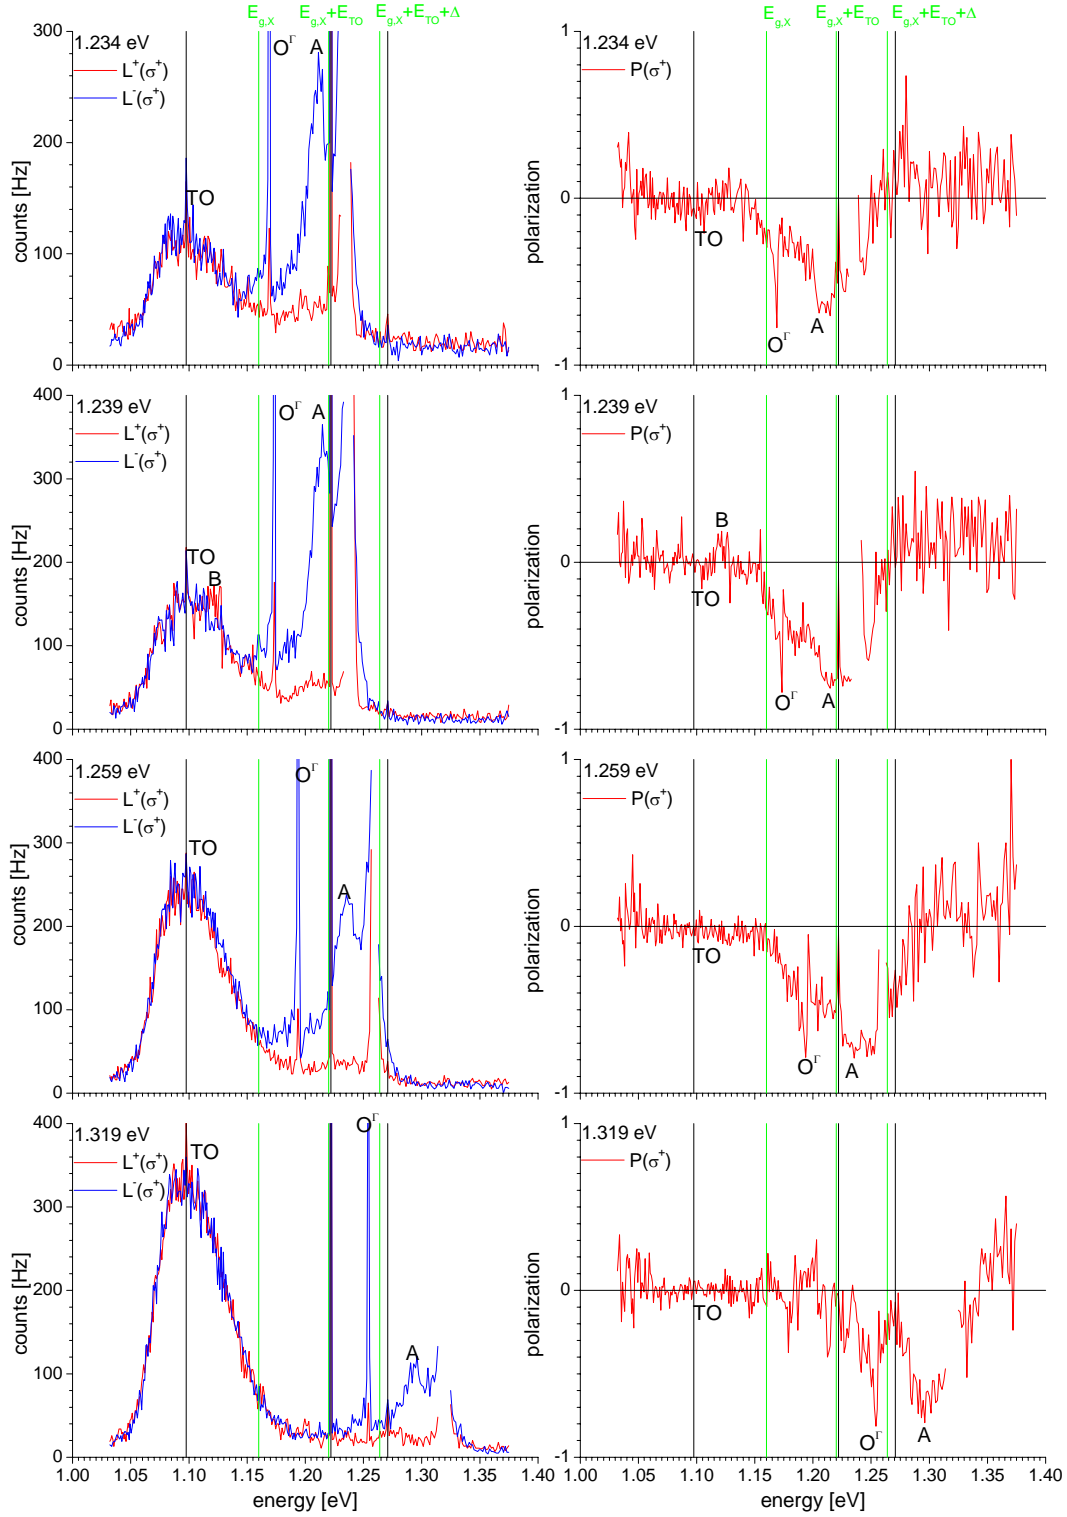 E_g,X E_g,X+E_TO E_g,X+E_TO+Δ
E_g,X E_g,X+E_TO E_g,X+E_TO+Δ
300
200
100
0
counts [Hz]
1.234 eV
L⁺(σ⁺)
L⁻(σ⁺)
TO
O^Γ
A
1
0
-1
polarization
1.234 eV
P(σ⁺)
TO
O^Γ
A
400
300
200
100
0
counts [Hz]
1.239 eV
L⁺(σ⁺)
L⁻(σ⁺)
TO
B
O^Γ
A
1
0
-1
polarization
1.239 eV
P(σ⁺)
B
TO
O^Γ
A
400
300
200
100
0
counts [Hz]
1.259 eV
L⁺(σ⁺)
L⁻(σ⁺)
TO
O^Γ
A
1
0
-1
polarization
1.259 eV
P(σ⁺)
TO
O^Γ
A
400
300
200
100
0
counts [Hz]
1.319 eV
L⁺(σ⁺)
L⁻(σ⁺)
TO
O^Γ
A
1.00 1.05 1.10 1.15 1.20 1.25 1.30 1.35 1.40
energy [eV]
1
0
-1
polarization
1.319 eV
P(σ⁺)
TO
O^Γ
A
1.00 1.05 1.10 1.15 1.20 1.25 1.30 1.35 1.40
energy [eV]